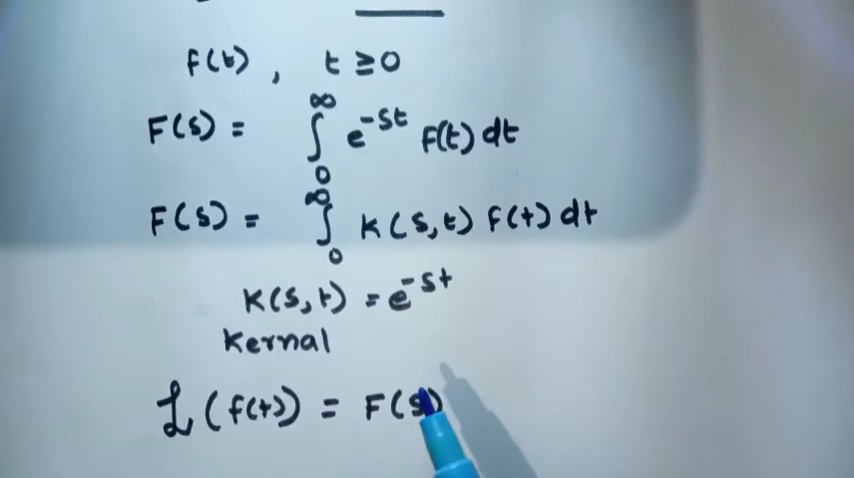 F(t) , t ≥ 0
F(s) = ∫₀^∞ e^{-st} F(t) dt
F(s) = ∫₀^∞ K(s,t) F(t) dt
K(s,t) = e^{-st}
Kernal
ℒ(f(t)) = F(s)